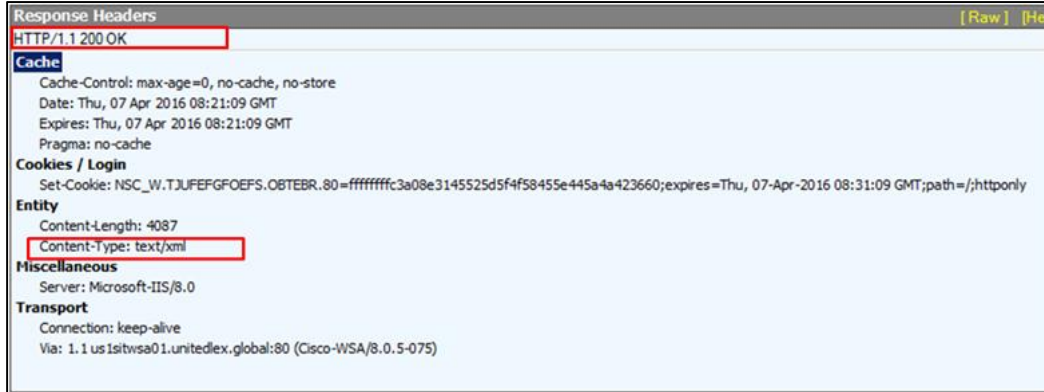 Response Headers [ Raw ] [He
HTTP/1.1 200 OK
Cache
Cache-Control: max-age=0, no-cache, no-store
Date: Thu, 07 Apr 2016 08:21:09 GMT
Expires: Thu, 07 Apr 2016 08:21:09 GMT
Pragma: no-cache
Cookies / Login
Set-Cookie: NSC_W.TJUFEFGFOEFS.OBTEBR.80=ffffffffc3a08e3145525d5f4f58455e445a4a423660;expires=Thu, 07-Apr-2016 08:31:09 GMT;path=/;httponly
Entity
Content-Length: 4087
Content-Type: text/xml
Miscellaneous
Server: Microsoft-IIS/8.0
Transport
Connection: keep-alive
Via: 1.1 us1sitwsa01.unitedlex.global:80 (Cisco-WSA/8.0.5-075)